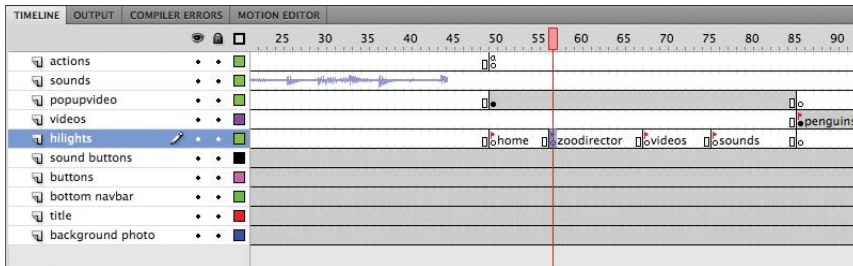 TIMELINE OUTPUT COMPILER ERRORS MOTION EDITOR
25 30 35 40 45 55 60 65 70 75 80 85 90
actions
a
sounds
popupvideo
videos
penguins
hilights
home zoodirector videos sounds
sound buttons
buttons
bottom navbar
title
background photo